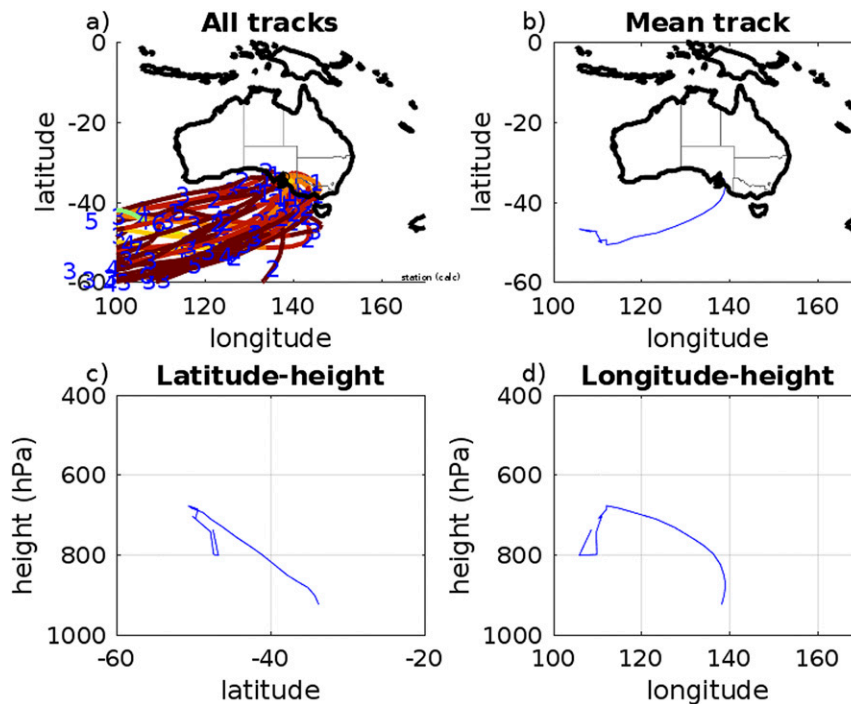 a) All tracks
0
-20
-40
-60
latitude
100 120 140 160
longitude
station (calc)
b) Mean track
0
-20
-40
-60
latitude
100 120 140 160
longitude
c) Latitude-height
400
600
800
1000
height (hPa)
-60 -40 -20
latitude
d) Longitude-height
400
600
800
1000
height (hPa)
100 120 140 160
longitude